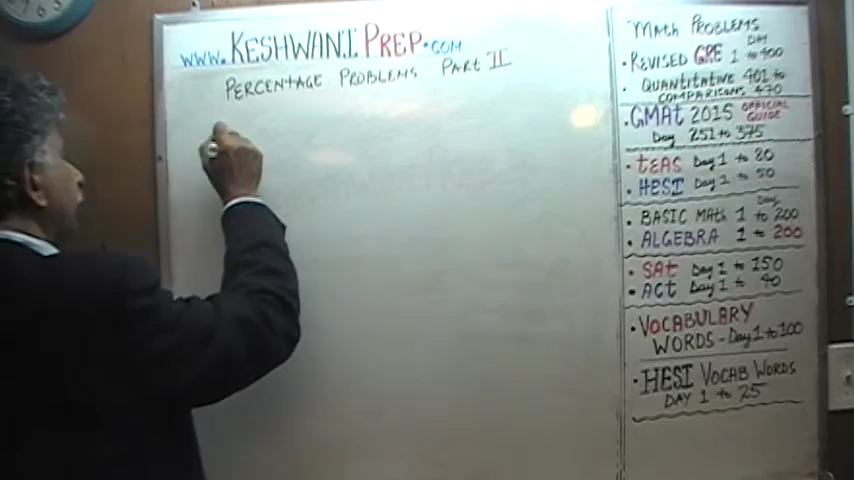 www.KESHWANI PREP.COM
PERCENTAGE PROBLEMS PART II
MATH PROBLEMS
DAY
• REVISED GRE 1 to 400
• QUANTITATIVE 401 to
COMPARISONS 470
• GMAT 2015 OFFICIAL GUIDE
Day 251 to 375
• TEAS Day 1 to 20
• HESI Day 1 to 50
Day
• BASIC MATH 1 to 200
• ALGEBRA 1 to 200
• SAT Day 1 to 150
• ACT Day 1 to 40
• VOCABULARY
WORDS - Day 1 to 100
• HESI VOCAB WORDS
DAY 1 to 25